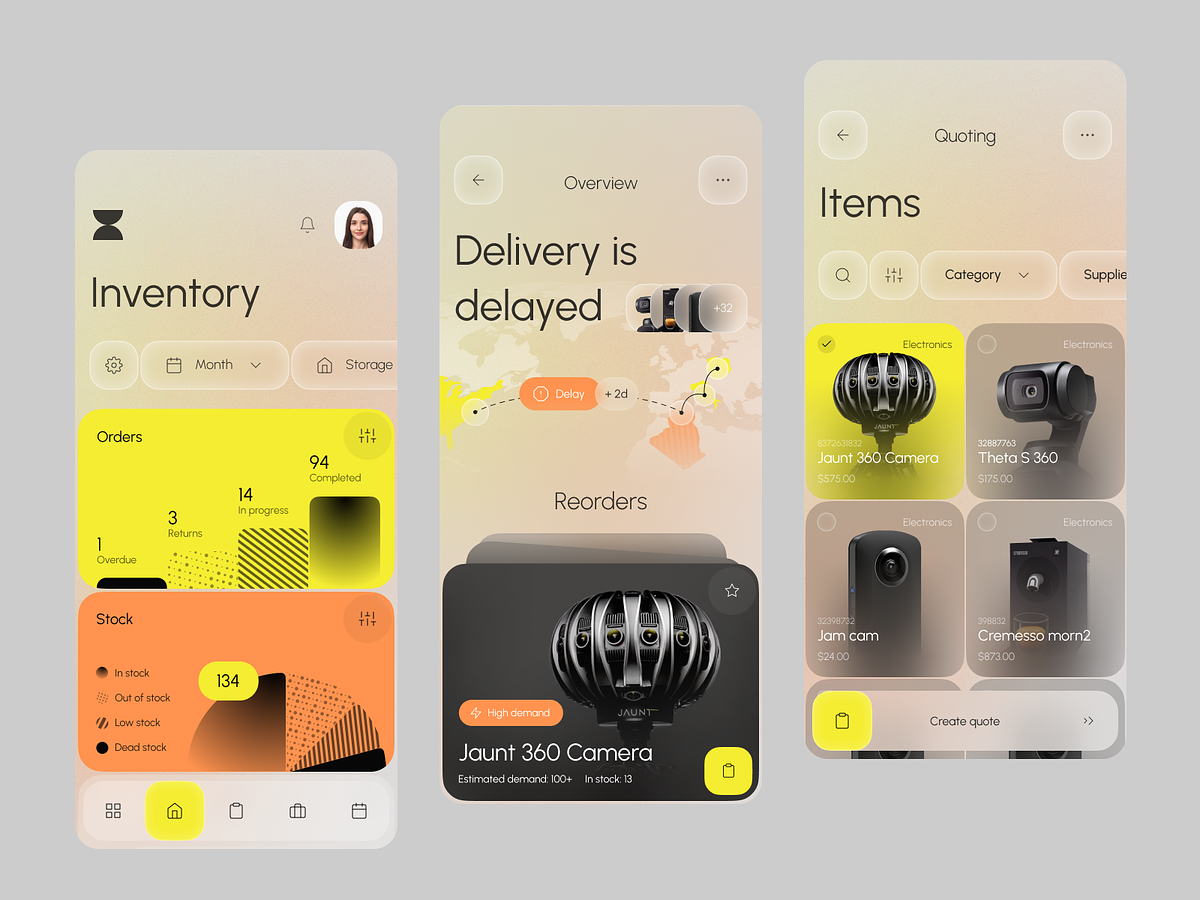 Inventory
Month
Storage
Orders
94
Completed
14
In progress
3
Returns
1
Overdue
Stock
134
In stock
Out of stock
Low stock
Dead stock
Overview
Delivery is
delayed
+32
Delay
+ 2d
Reorders
JAUNT
High demand
Jaunt 360 Camera
Estimated demand: 100+ In stock: 13
Quoting
Items
Category
Supplie
Electronics
JAUNT
8372631832
Jaunt 360 Camera
$575.00
Electronics
32887763
Theta S 360
$175.00
Electronics
32398732
Jam cam
$24.00
Electronics
398832
Cremesso morn2
$873.00
Create quote